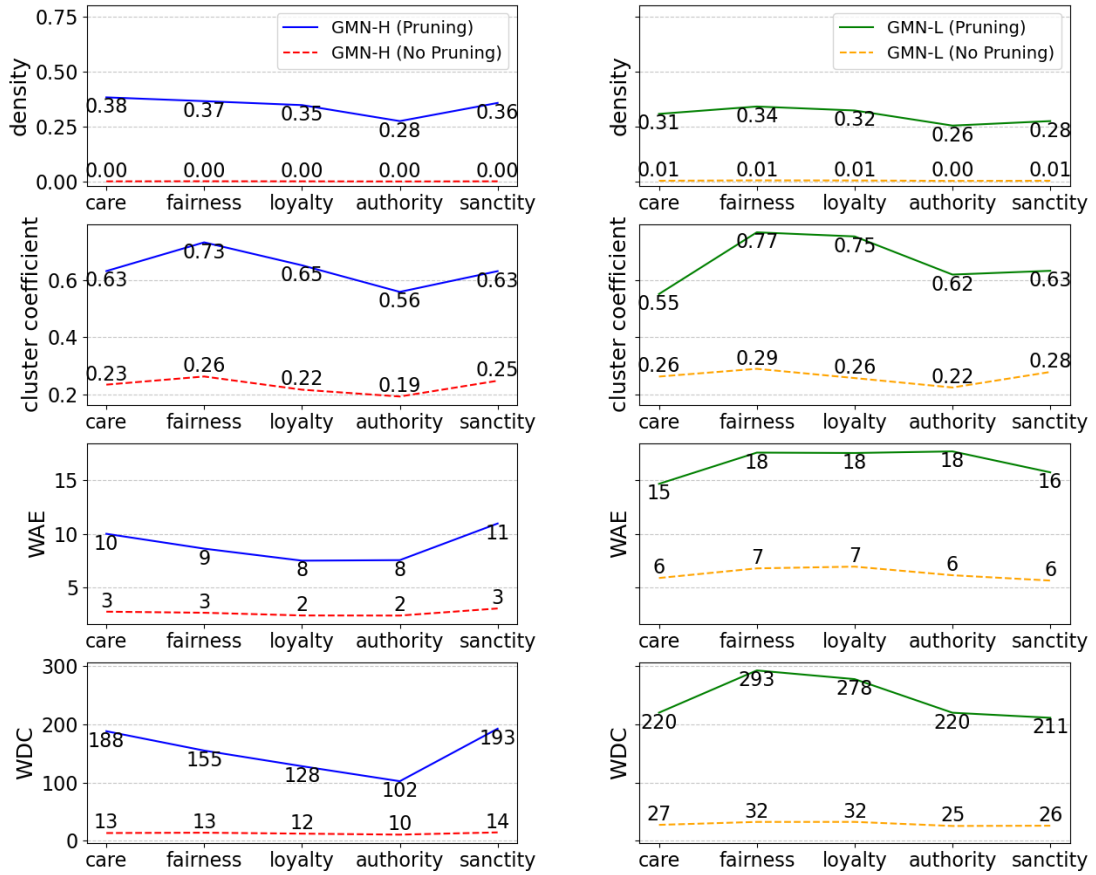 0.75
0.50
0.25
0.00
density
GMN-H (Pruning)
GMN-H (No Pruning)
0.38 0.37 0.35 0.28 0.36
0.00 0.00 0.00 0.00 0.00
care fairness loyalty authority sanctity
density
GMN-L (Pruning)
GMN-L (No Pruning)
0.31 0.34 0.32 0.26 0.28
0.01 0.01 0.01 0.00 0.01
care fairness loyalty authority sanctity
0.6
0.4
0.2
cluster coefficient
0.63 0.73 0.65 0.56 0.63
0.23 0.26 0.22 0.19 0.25
care fairness loyalty authority sanctity
cluster coefficient
0.55 0.77 0.75 0.62 0.63
0.26 0.29 0.26 0.22 0.28
care fairness loyalty authority sanctity
15
10
5
WAE
10 9 8 8 11
3 3 2 2 3
care fairness loyalty authority sanctity
WAE
15 18 18 18 16
6 7 7 6 6
care fairness loyalty authority sanctity
300
200
100
0
WDC
188 155 128 102 193
13 13 12 10 14
care fairness loyalty authority sanctity
WDC
220 293 278 220 211
27 32 32 25 26
care fairness loyalty authority sanctity